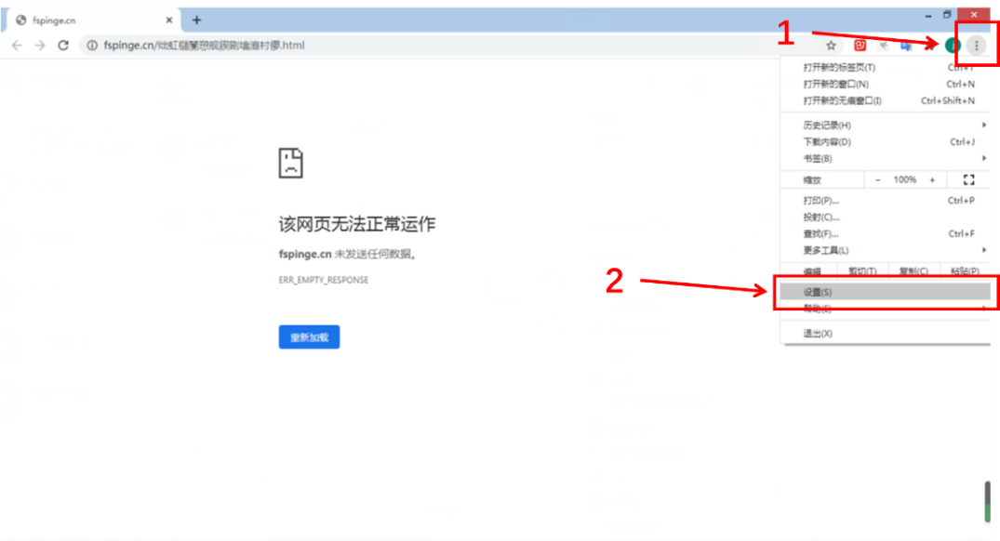 fspinge.cn
fspinge.cn/
.html
1
打开新的标签页(T) Ctrl+T
打开新的窗口(N) Ctrl+N
打开新的无痕窗口(I) Ctrl+Shift+N
历史记录(H)
下载内容(D) Ctrl+J
书签(B)
缩放 - 100% +
打印(P)... Ctrl+P
投射(C)...
查找(F)... Ctrl+F
更多工具(L)
编辑 剪切(T) 复制(C) 粘贴(P)
2
设置(S)
帮助(E)
退出(X)
该网页无法正常运作
fspinge.cn 未发送任何数据。
ERR_EMPTY_RESPONSE
重新加载